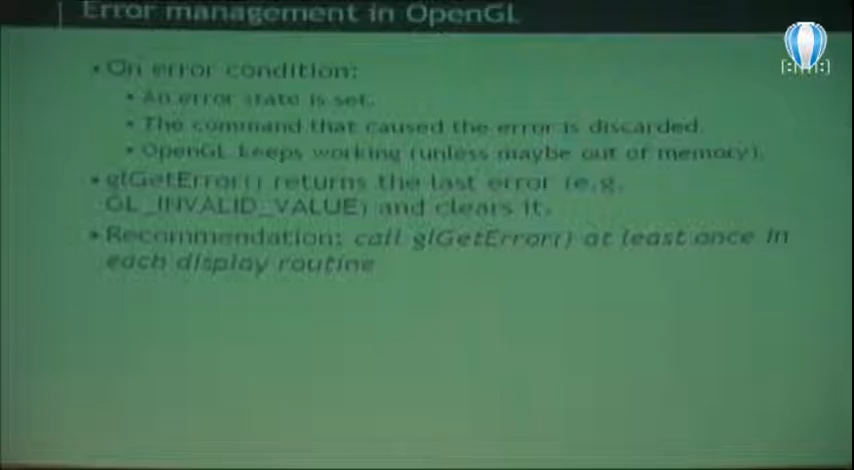 Error management in OpenGL
• On error condition:
• An error state is set.
• The command that caused the error is discarded.
• OpenGL keeps working (unless maybe out of memory).
• glGetError() returns the last error (e.g.
GL_INVALID_VALUE) and clears it.
• Recommendation: call glGetError() at least once in
each display routine